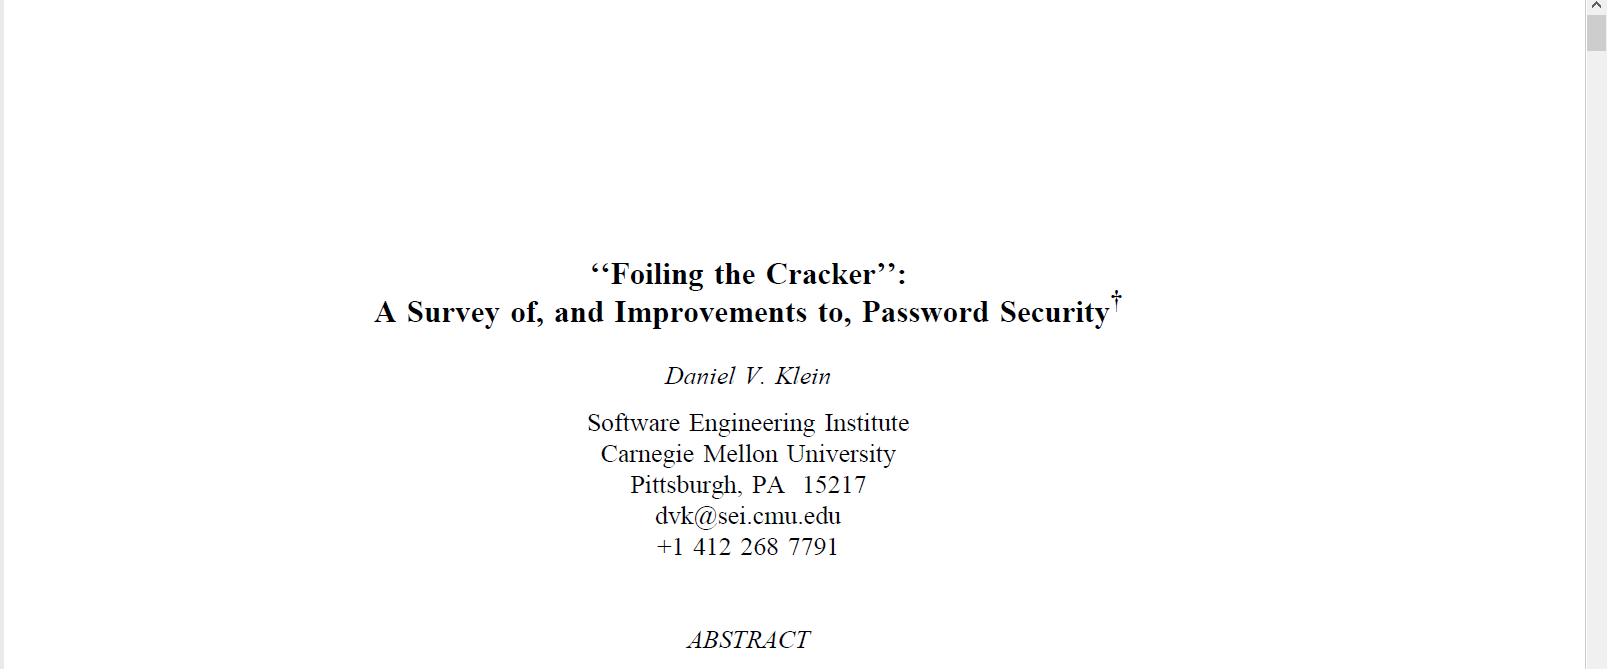 ‘‘Foiling the Cracker’’:
A Survey of, and Improvements to, Password Security†
Daniel V. Klein
Software Engineering Institute
Carnegie Mellon University
Pittsburgh, PA  15217
dvk@sei.cmu.edu
+1 412 268 7791
ABSTRACT